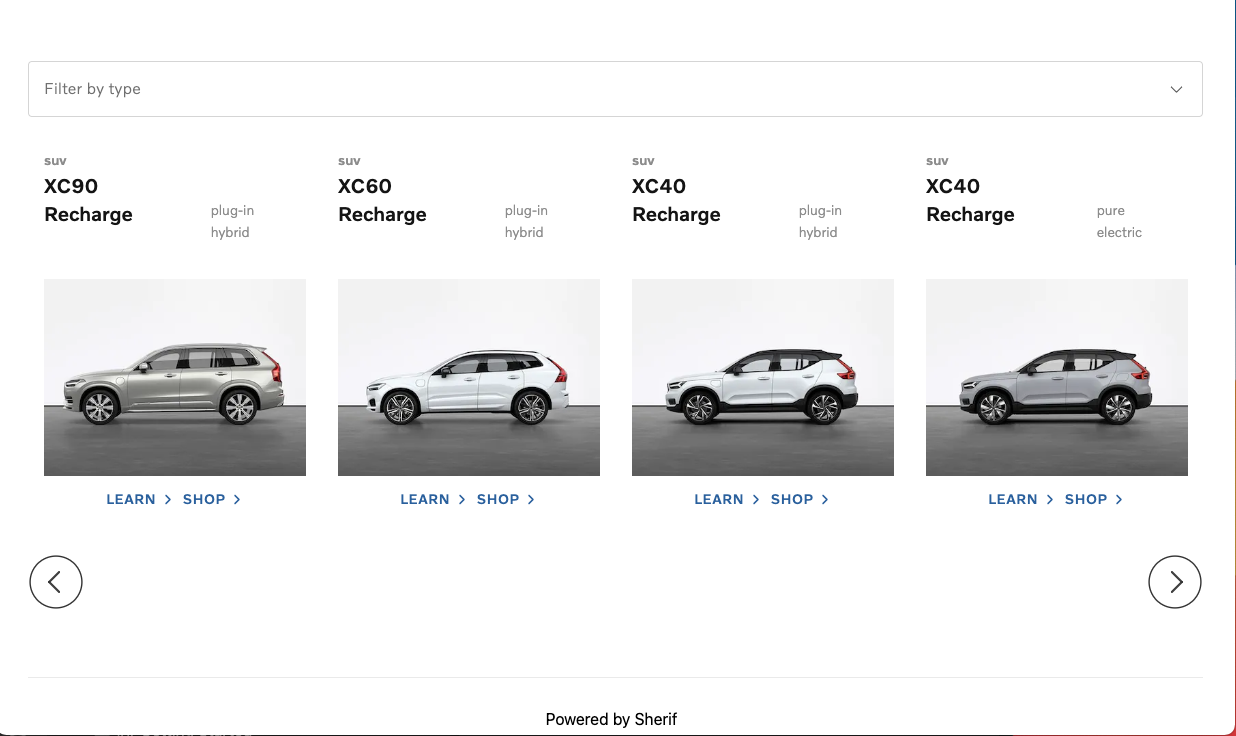 Filter by type
suv
XC90
Recharge
plug-in
hybrid
suv
XC60
Recharge
plug-in
hybrid
suv
XC40
Recharge
plug-in
hybrid
suv
XC40
Recharge
pure
electric
LEARN SHOP
LEARN SHOP
LEARN SHOP
LEARN SHOP
Powered by Sherif